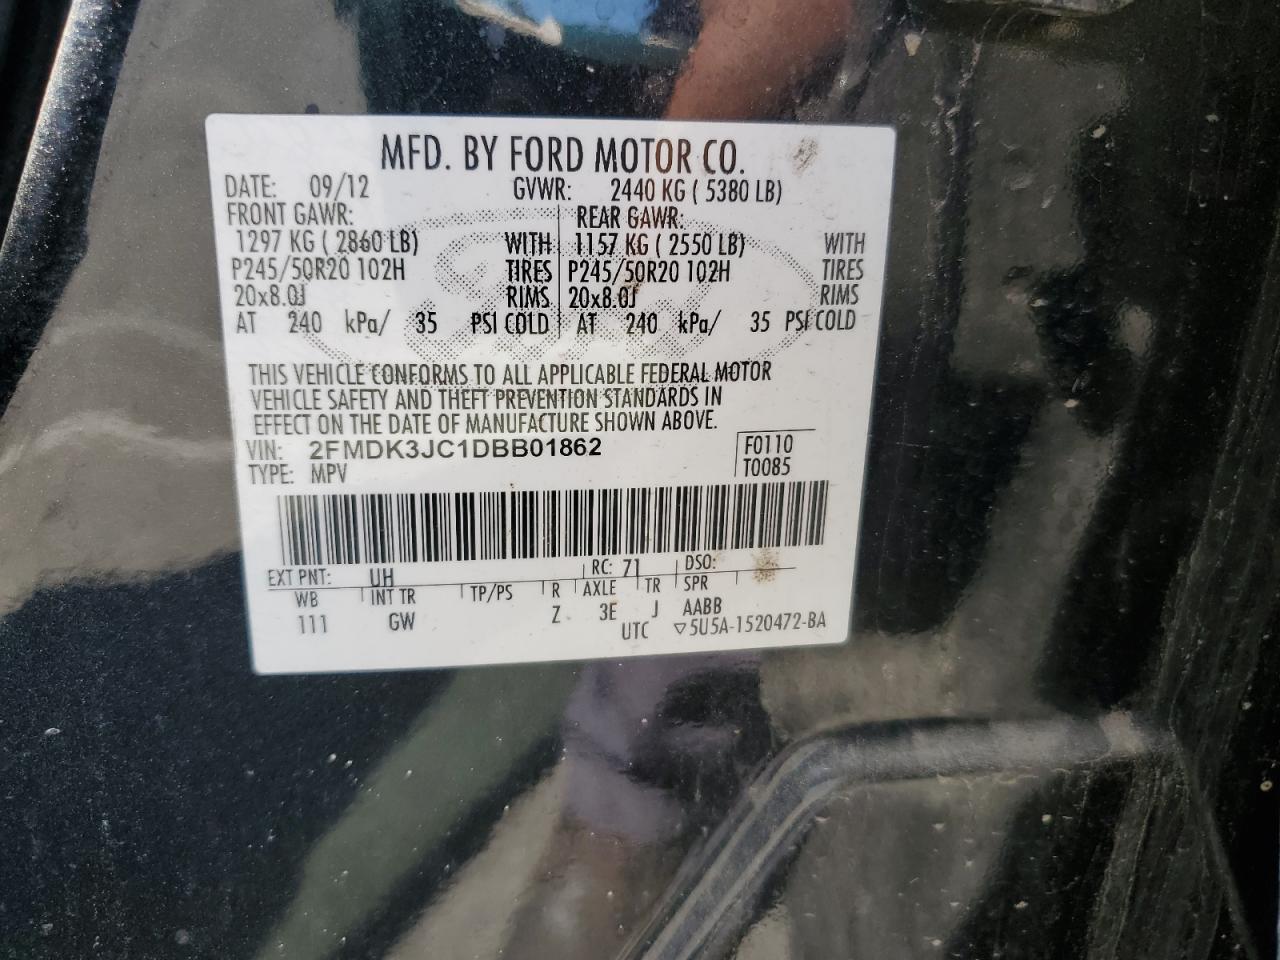 MFD. BY FORD MOTOR CO.
DATE: 09/12 GVWR: 2440 KG ( 5380 LB)
FRONT GAWR: REAR GAWR:
1297 KG ( 2860 LB) WITH 1157 KG ( 2550 LB) WITH
P245/50R20 102H TIRES P245/50R20 102H TIRES
20x8.0J RIMS 20x8.0J RIMS
AT 240 kPa/ 35 PSI COLD AT 240 kPa/ 35 PSI COLD
THIS VEHICLE CONFORMS TO ALL APPLICABLE FEDERAL MOTOR
VEHICLE SAFETY AND THEFT PREVENTION STANDARDS IN
EFFECT ON THE DATE OF MANUFACTURE SHOWN ABOVE.
VIN: 2FMDK3JC1DBB01862 F0110
TYPE: MPV T0085
EXT PNT: UH RC: 71 DSO:
WB INT TR TP/PS R AXLE TR SPR
111 GW Z 3E J AABB
UTC ▽5U5A-1520472-BA